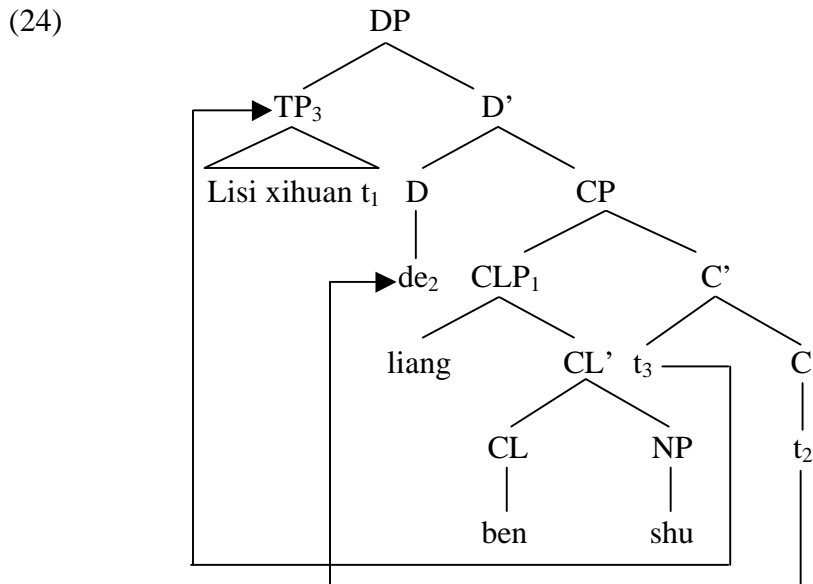 (24) DP
TP₃ D’
Lisi xihuan t₁ D CP
de₂ CLP₁ C’
liang CL’ t₃ C
CL NP t₂
ben shu